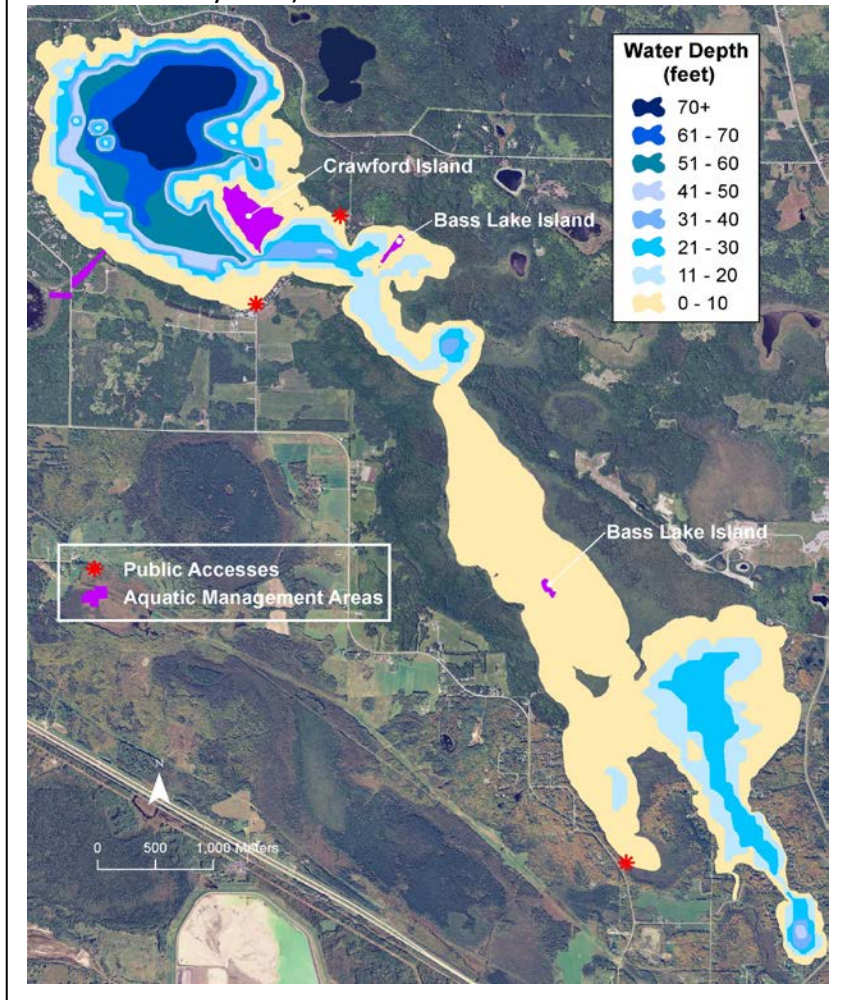 Water Depth
(feet)
70+
61 - 70
51 - 60
41 - 50
31 - 40
21 - 30
11 - 20
0 - 10
Crawford Island
Bass Lake Island
Bass Lake Island
Public Accesses
Aquatic Management Areas
N
0 500 1,000 Meters